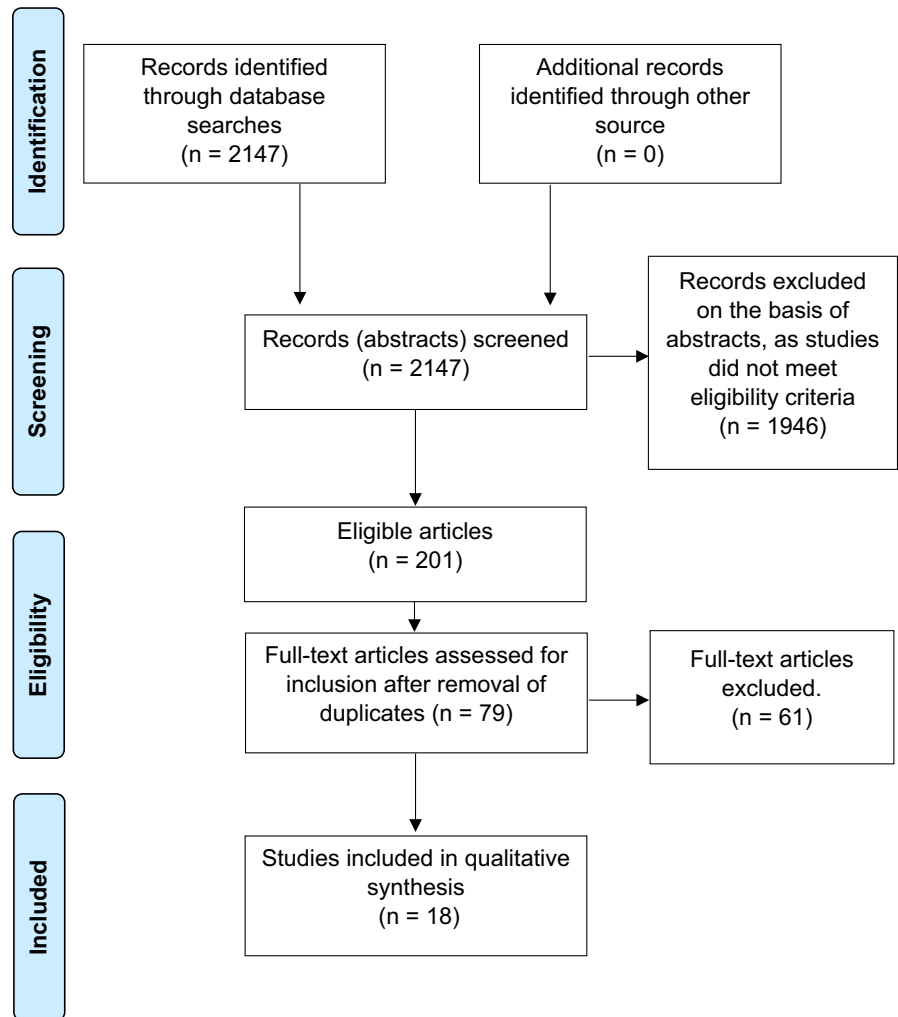 Identification
Records identified
through database
searches
(n = 2147)
Additional records
identified through other
source
(n = 0)
Screening
Records (abstracts) screened
(n = 2147)
Records excluded
on the basis of
abstracts, as studies
did not meet
eligibility criteria
(n = 1946)
Eligibility
Eligible articles
(n = 201)
Full-text articles assessed for
inclusion after removal of
duplicates (n = 79)
Full-text articles
excluded.
(n = 61)
Included
Studies included in qualitative
synthesis
(n = 18)